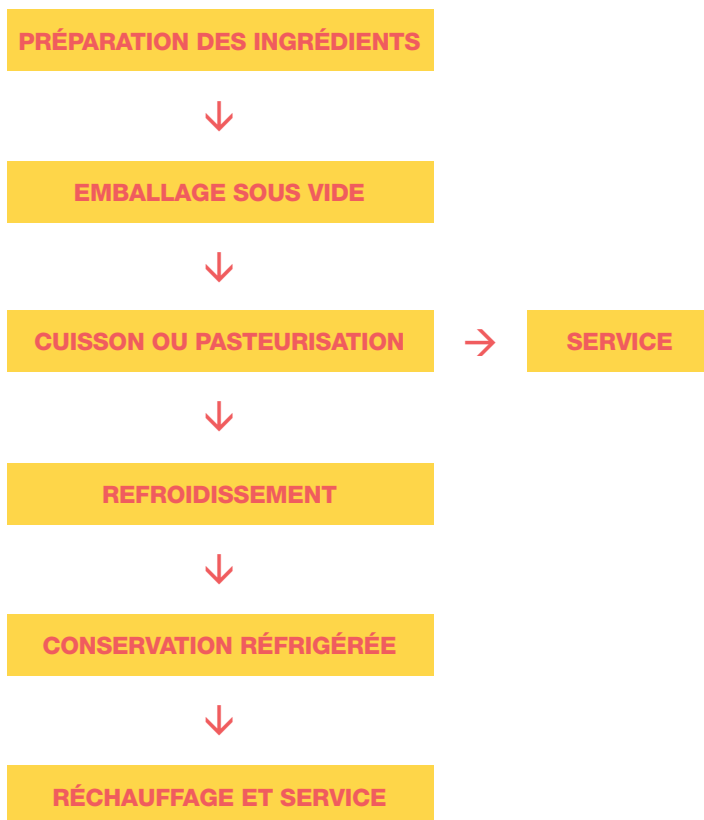 PRÉPARATION DES INGRÉDIENTS
EMBALLAGE SOUS VIDE
CUISSON OU PASTEURISATION
SERVICE
REFROIDISSEMENT
CONSERVATION RÉFRIGÉRÉE
RÉCHAUFFAGE ET SERVICE